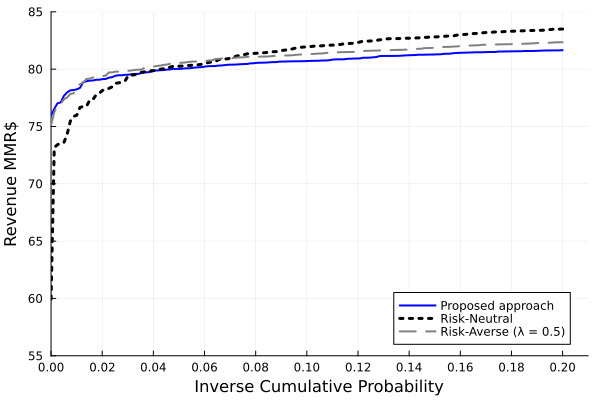 Revenue MMR$
85
80
75
70
65
60
55
0.00 0.02 0.04 0.06 0.08 0.10 0.12 0.14 0.16 0.18 0.20
Inverse Cumulative Probability
Proposed approach
Risk-Neutral
Risk-Averse (λ = 0.5)